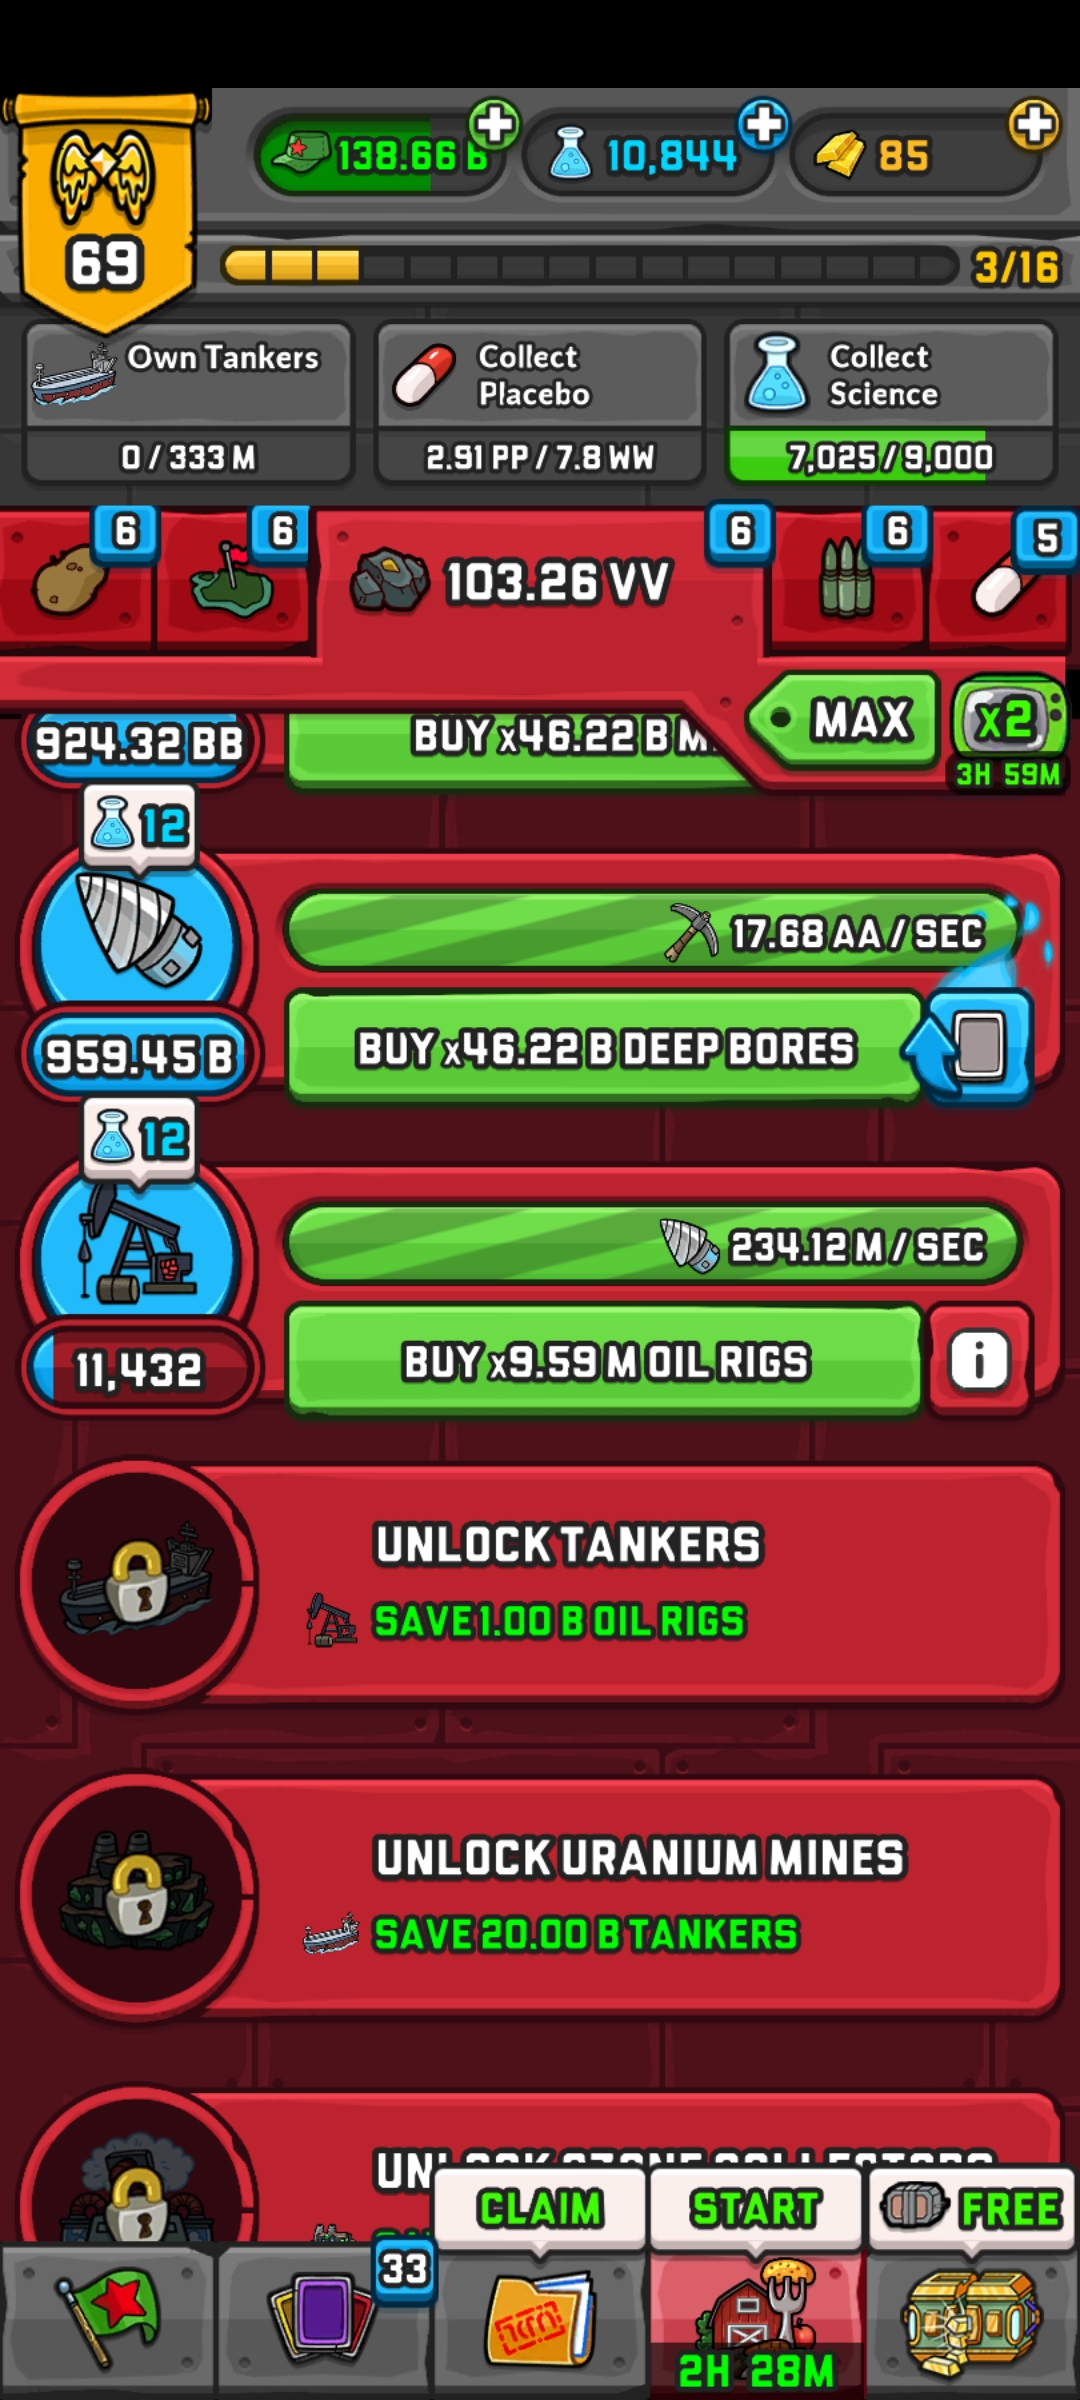 138.66 B
10,844
85
69
3/16
Own Tankers
0 / 333 M
Collect
Placebo
2.91 PP / 7.8 WW
Collect
Science
7,025 / 9,000
6
6
103.26 VV
6
6
5
MAX
x2
3H 59M
924.32 BB
BUY x46.22 B
12
17.68 AA / SEC
959.45 B
BUY x46.22 B DEEP BORES
12
234.12 M / SEC
11,432
BUY x9.59 M OIL RIGS
i
UNLOCK TANKERS
SAVE 1.00 B OIL RIGS
UNLOCK URANIUM MINES
SAVE 20.00 B TANKERS
CLAIM
START
FREE
33
2H 28M